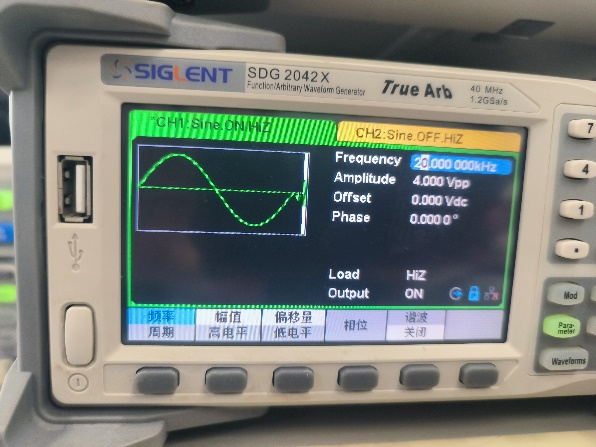 SIGLENT SDG 2042X
Function/Arbitrary Waveform Generator
True Arb
40 MHz
1.2GSa/s
*CH1:Sine.ON/HiZ
CH2:Sine.OFF.HiZ
Frequency 20.000 000kHz
Amplitude 4.000 Vpp
Offset 0.000 Vdc
Phase 0.000 0°
Load HiZ
Output ON
频率 幅值 偏移量 相位 谐波
周期 高电平 低电平 关闭
7
4
1
Mod
Para-
meter
Waveforms